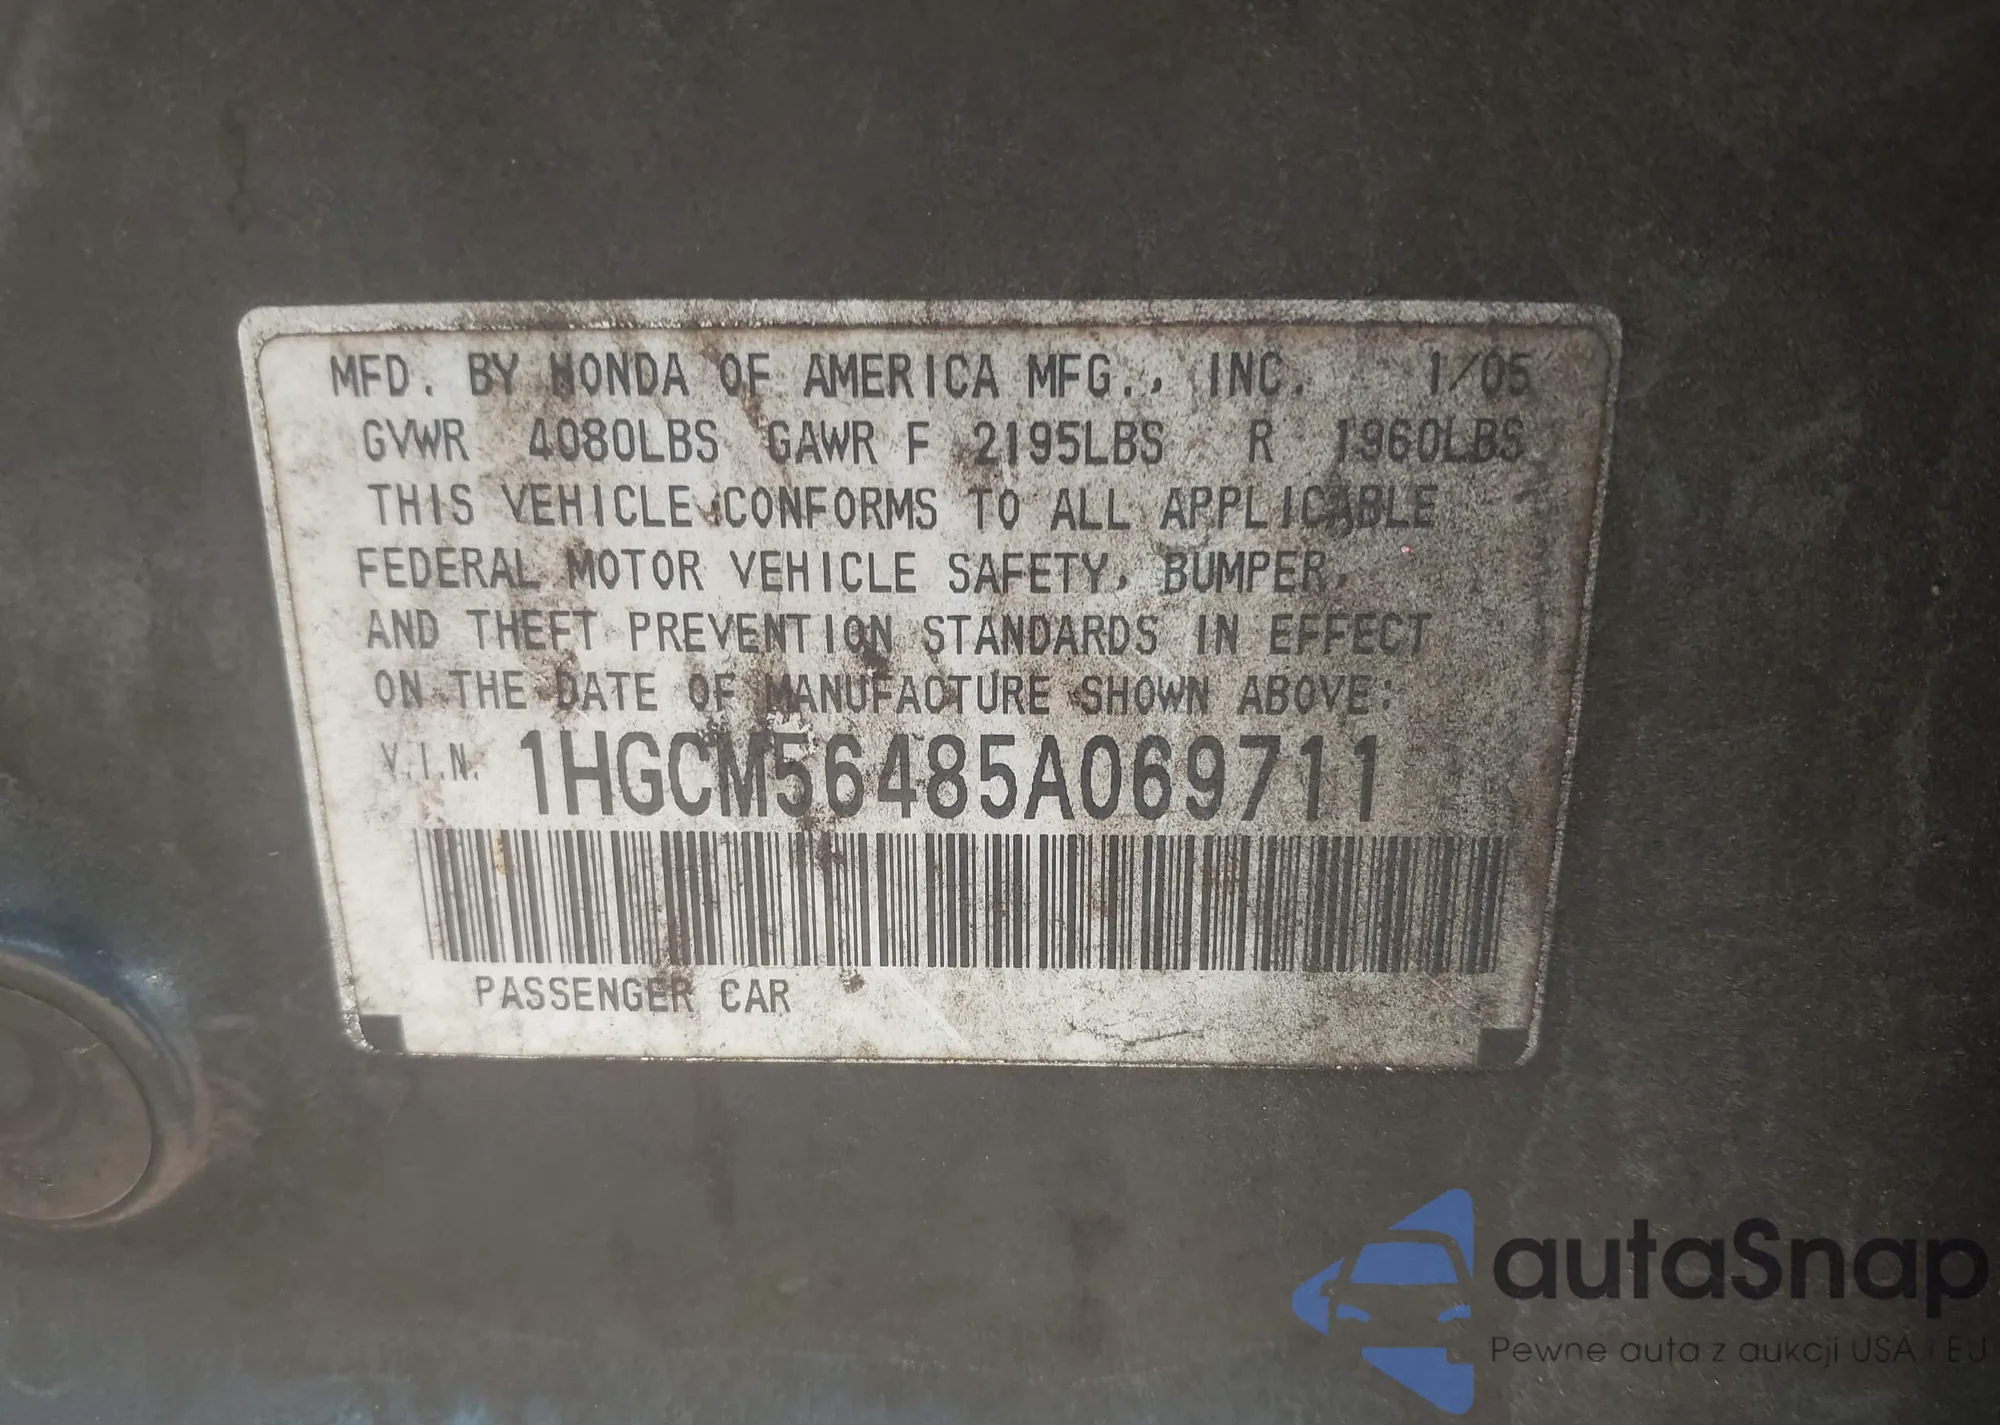 MFD. BY HONDA OF AMERICA MFG., INC. 1/05
GVWR 4080LBS GAWR F 2195LBS R 1960LBS
THIS VEHICLE CONFORMS TO ALL APPLICABLE
FEDERAL MOTOR VEHICLE SAFETY, BUMPER,
AND THEFT PREVENTION STANDARDS IN EFFECT
ON THE DATE OF MANUFACTURE SHOWN ABOVE:
V.I.N. 1HGCM56485A069711
PASSENGER CAR
autaSnap
Pewne auta z aukcji USA i EU